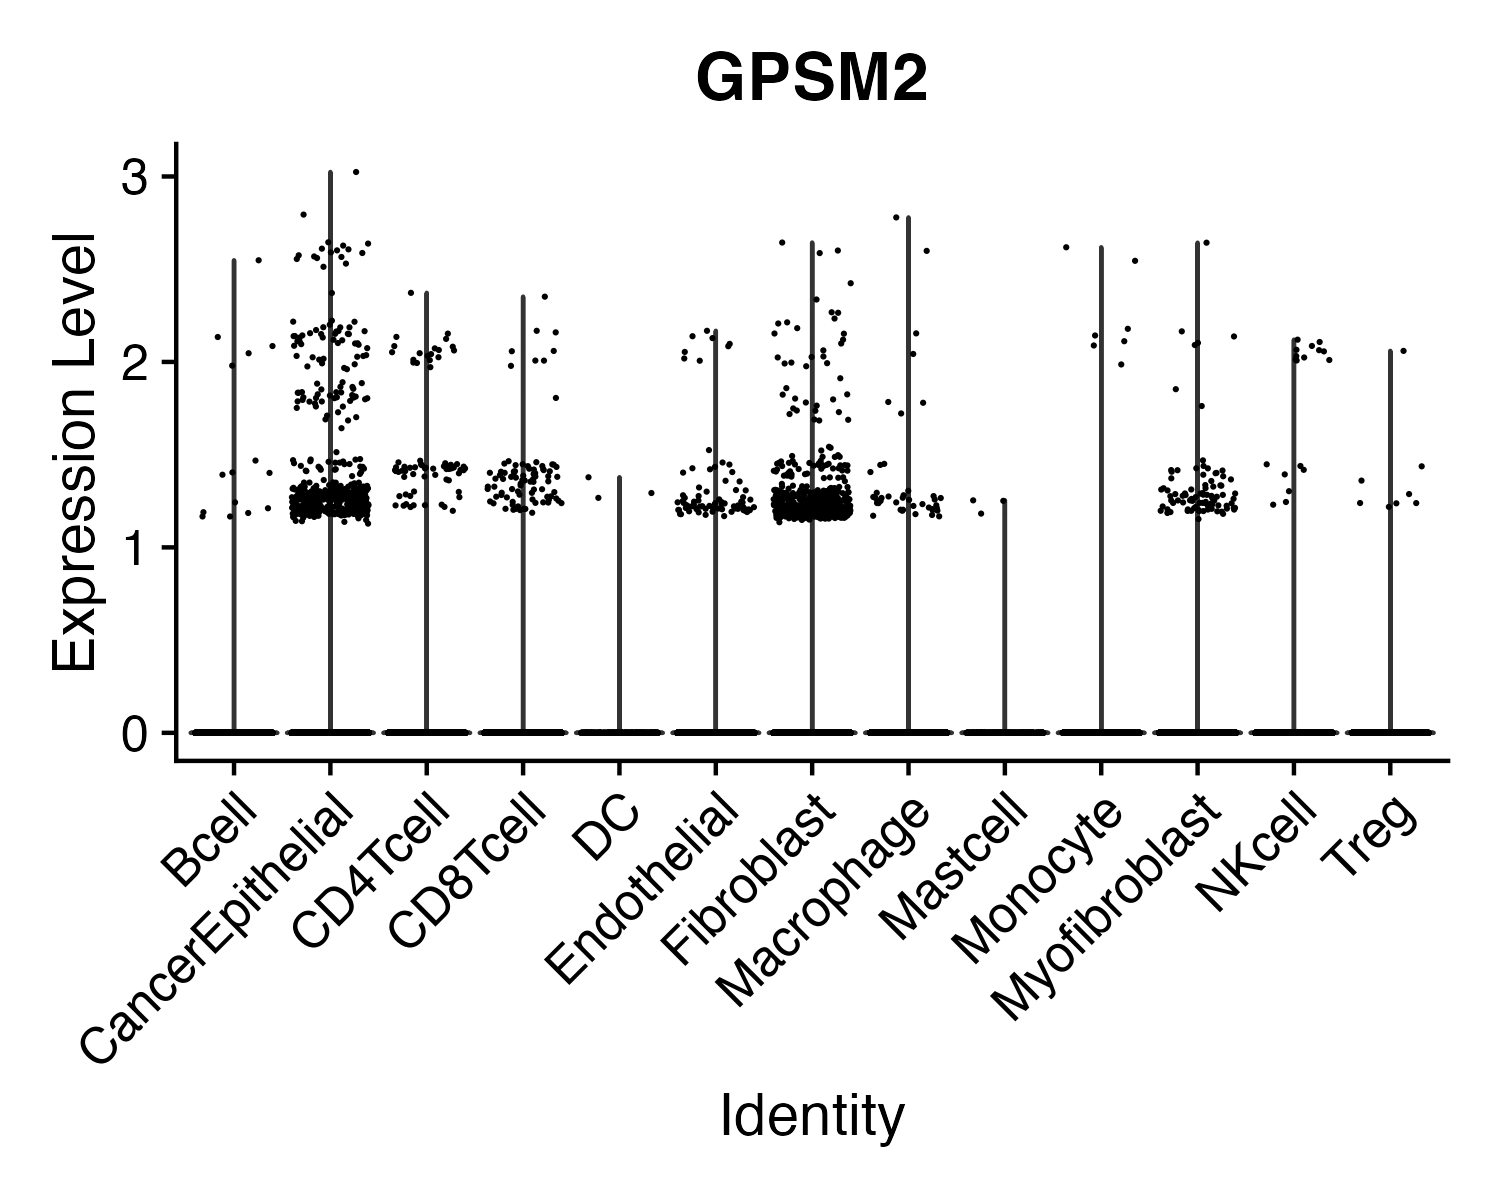 GPSM2
Expression Level
3
2
1
0
Bcell
CancerEpithelial
CD4Tcell
CD8Tcell
DC
Endothelial
Fibroblast
Macrophage
Mastcell
Monocyte
Myofibroblast
NKcell
Treg
Identity